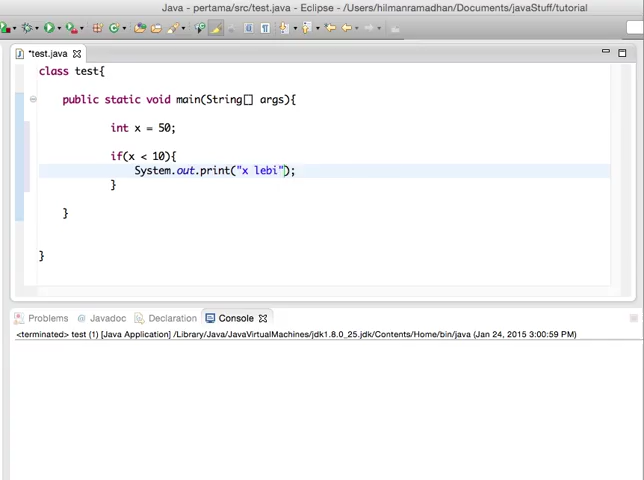 Java - pertama/src/test.java - Eclipse - /Users/hilmanramadhan/Documents/javaStuff/tutorial
*test.java
class test{
public static void main(String[] args){
int x = 50;
if(x < 10){
System.out.print("x lebi");
}
}
}
Problems Javadoc Declaration Console
<terminated> test (1) [Java Application] /Library/Java/JavaVirtualMachines/jdk1.8.0_25.jdk/Contents/Home/bin/java (Jan 24, 2015 3:00:59 PM)